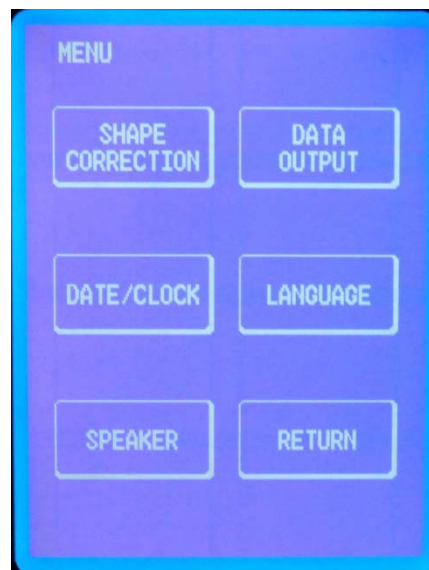 MENU
SHAPE
CORRECTION
DATA
OUTPUT
DATE/CLOCK
LANGUAGE
SPEAKER
RETURN